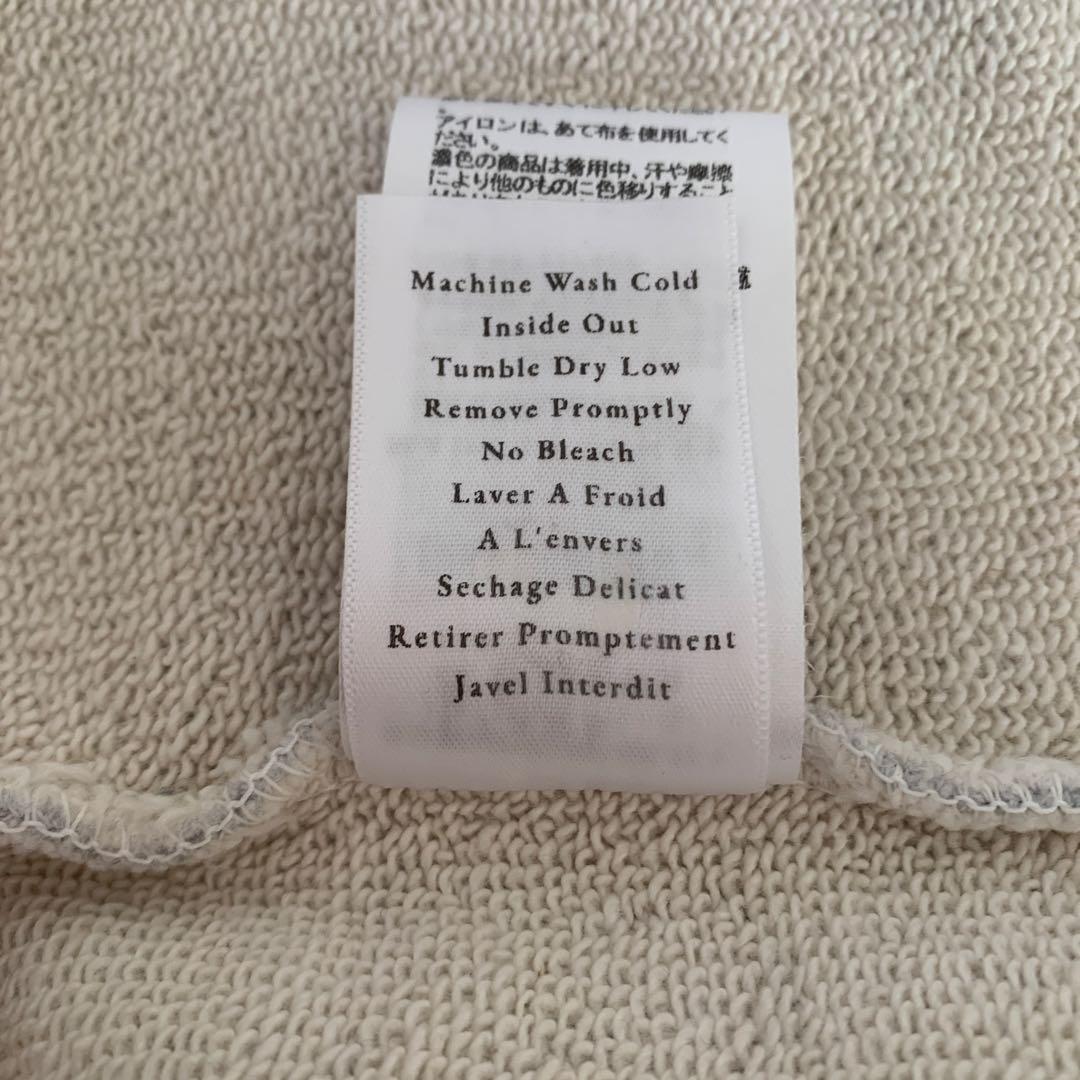 アイロンは、あて布を使用してく
ださい。
濃色の商品は着用中、汗や摩擦
により他のものに色移りすること
Machine Wash Cold
Inside Out
Tumble Dry Low
Remove Promptly
No Bleach
Laver A Froid
A L'envers
Sechage Delicat
Retirer Promptement
Javel Interdit